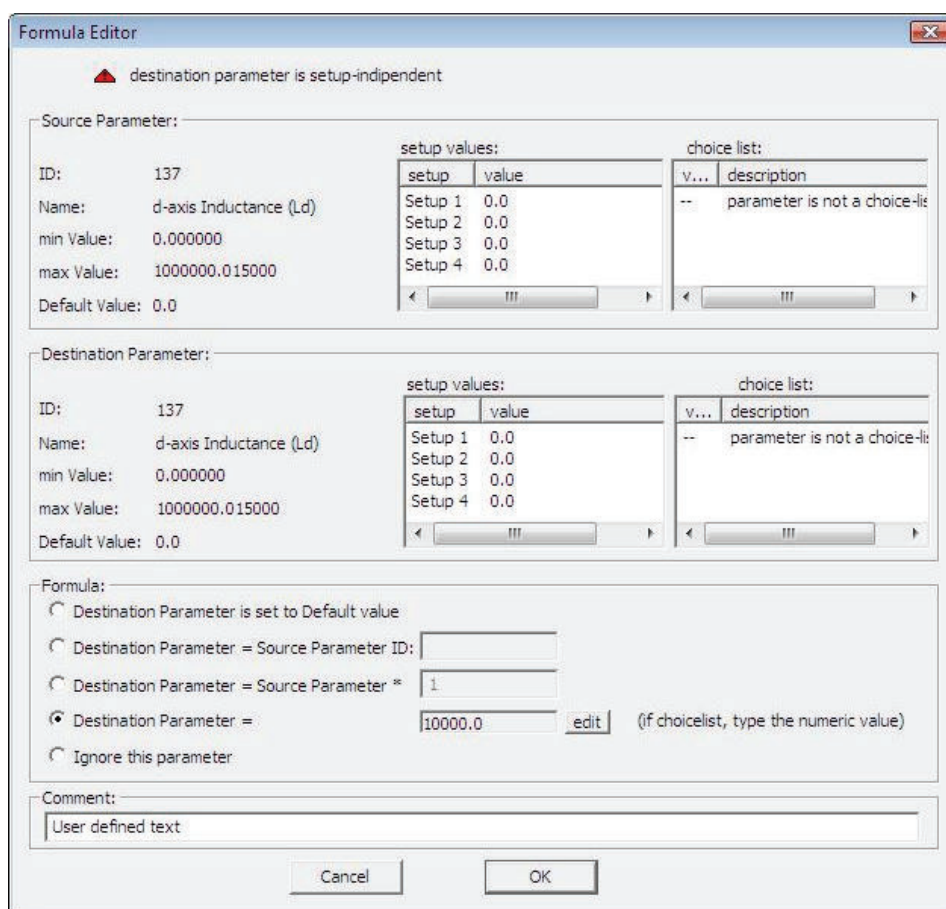 Formula Editor
destination parameter is setup-indipendent
Source Parameter:
setup values:
choice list:
ID: 137
setup value
v... description
Name: d-axis Inductance (Ld)
Setup 1 0.0
-- parameter is not a choice-lis
Setup 2 0.0
min Value: 0.000000
Setup 3 0.0
max Value: 1000000.015000
Setup 4 0.0
Default Value: 0.0
Destination Parameter:
setup values:
choice list:
ID: 137
setup value
v... description
Name: d-axis Inductance (Ld)
Setup 1 0.0
-- parameter is not a choice-lis
Setup 2 0.0
min Value: 0.000000
Setup 3 0.0
max Value: 1000000.015000
Setup 4 0.0
Default Value: 0.0
Formula:
Destination Parameter is set to Default value
Destination Parameter = Source Parameter ID:
Destination Parameter = Source Parameter * 1
Destination Parameter = 10000.0 edit (if choicelist, type the numeric value)
Ignore this parameter
Comment:
User defined text
Cancel OK